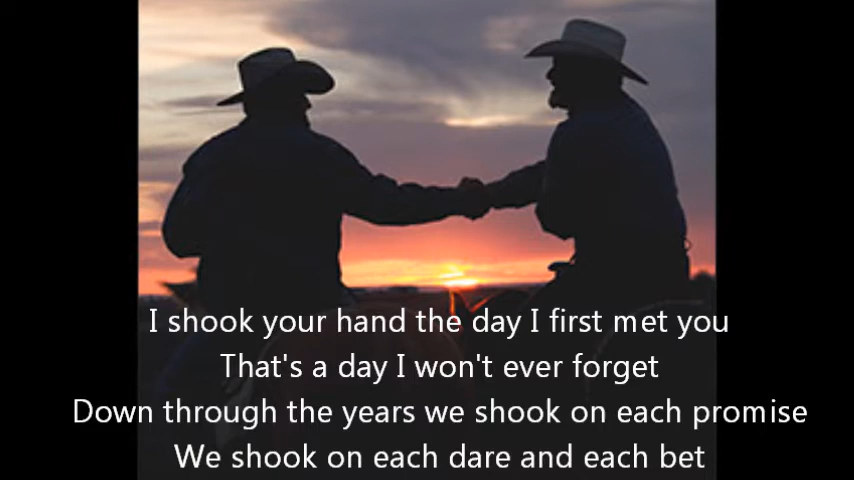 I shook your hand the day I first met you
That's a day I won't ever forget
Down through the years we shook on each promise
We shook on each dare and each bet